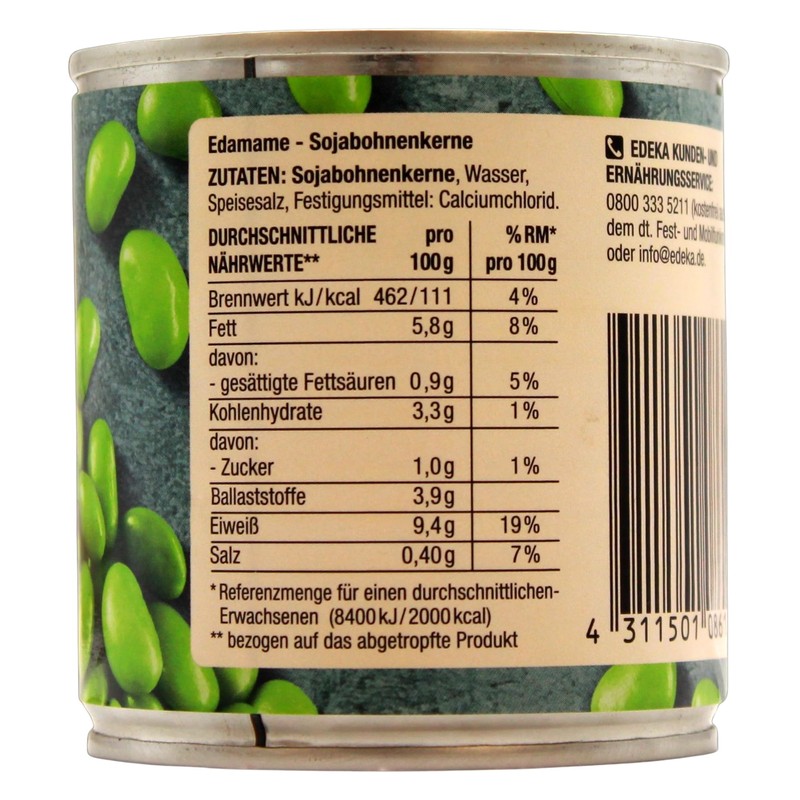 Edamame - Sojabohnenkerne
ZUTATEN: Sojabohnenkerne, Wasser,
Speisesalz, Festigungsmittel: Calciumchlorid.
DURCHSCHNITTLICHE pro % RM*
NÄHRWERTE** 100g pro 100g
Brennwert kJ/kcal 462/111 4%
Fett 5,8g 8%
davon:
- gesättigte Fettsäuren 0,9g 5%
Kohlenhydrate 3,3g 1%
davon:
- Zucker 1,0g 1%
Ballaststoffe 3,9g
Eiweiß 9,4g 19%
Salz 0,40g 7%
* Referenzmenge für einen durchschnittlichen-
Erwachsenen (8400kJ/2000kcal)
** bezogen auf das abgetropfte Produkt
EDEKA KUNDEN- UND
ERNÄHRUNGSSERVICE:
0800 333 5211 (kostenfrei
dem dt. Fest- und
oder info@edeka.de.
4 311501